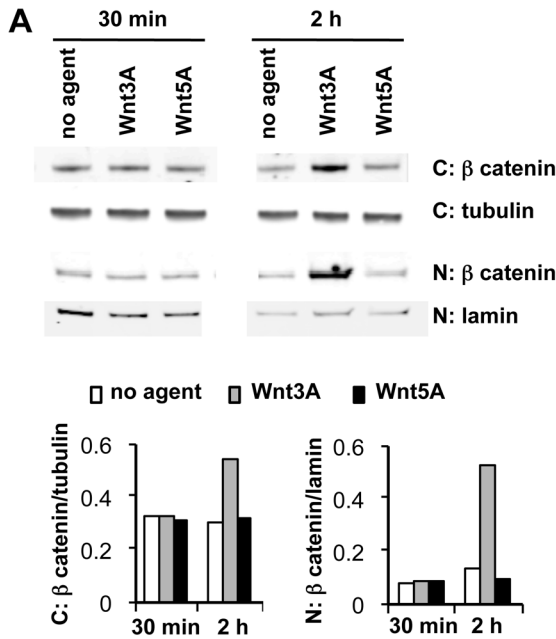 A
30 min 2 h
no agent Wnt3A Wnt5A no agent Wnt3A Wnt5A
C: β catenin
C: tubulin
N: β catenin
N: lamin
no agent Wnt3A Wnt5A
C: β catenin/tubulin
0.6
0.4
0.2
0
30 min 2 h
N: β catenin/lamin
0.6
0.4
0.2
0
30 min 2 h